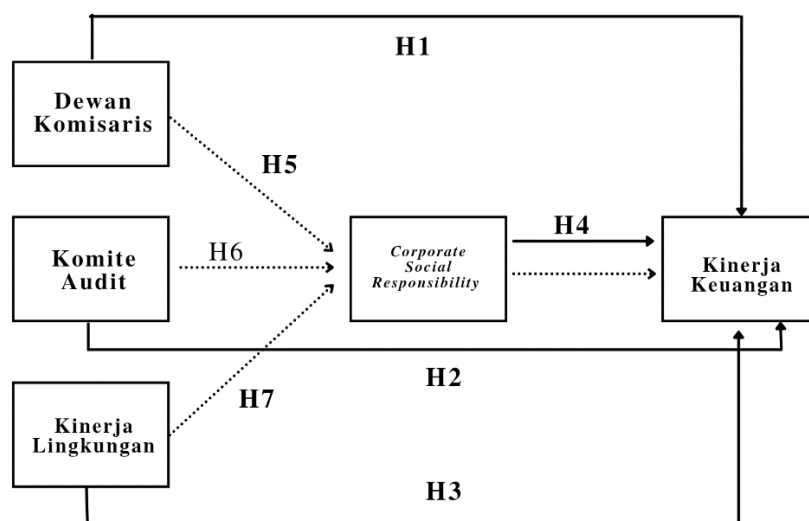 H1
Dewan
Komisaris
H5
Komite
Audit
H6
Corporate
Social
Responsibility
H4
Kinerja
Keuangan
H2
H7
Kinerja
Lingkungan
H3